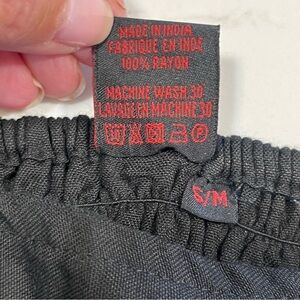 MADE IN INDIA
FABRIQUE EN INDE
100% RAYON
MACHINE WASH 30
LAVAGE EN MACHINE 30
S/M